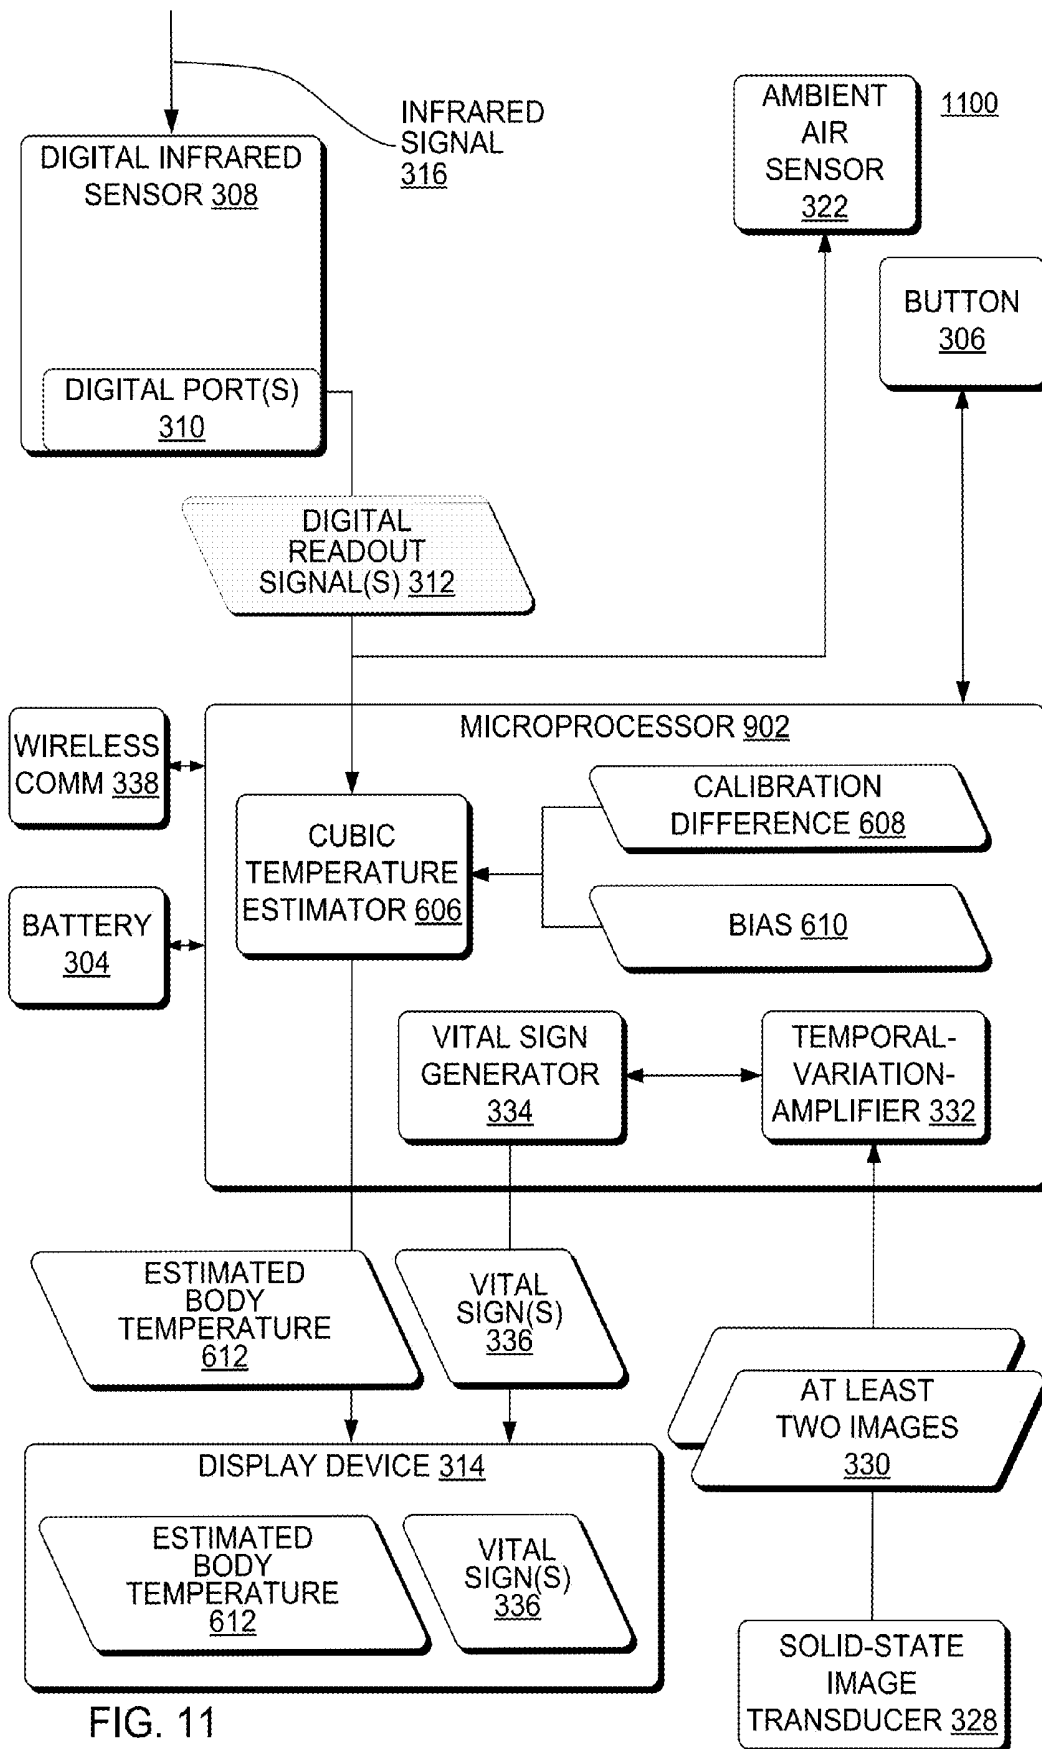 INFRARED
SIGNAL
316
AMBIENT
AIR
SENSOR
322
1100
DIGITAL INFRARED
SENSOR 308
BUTTON
306
DIGITAL PORT(S)
310
DIGITAL
READOUT
SIGNAL(S) 312
MICROPROCESSOR 902
WIRELESS
COMM 338
CALIBRATION
DIFFERENCE 608
CUBIC
TEMPERATURE
ESTIMATOR 606
BATTERY
304
BIAS 610
VITAL SIGN
GENERATOR
334
TEMPORAL-
VARIATION-
AMPLIFIER 332
ESTIMATED
BODY
TEMPERATURE
612
VITAL
SIGN(S)
336
AT LEAST
TWO IMAGES
330
DISPLAY DEVICE 314
ESTIMATED
BODY
TEMPERATURE
612
VITAL
SIGN(S)
336
SOLID-STATE
IMAGE
TRANSDUCER 328
FIG. 11